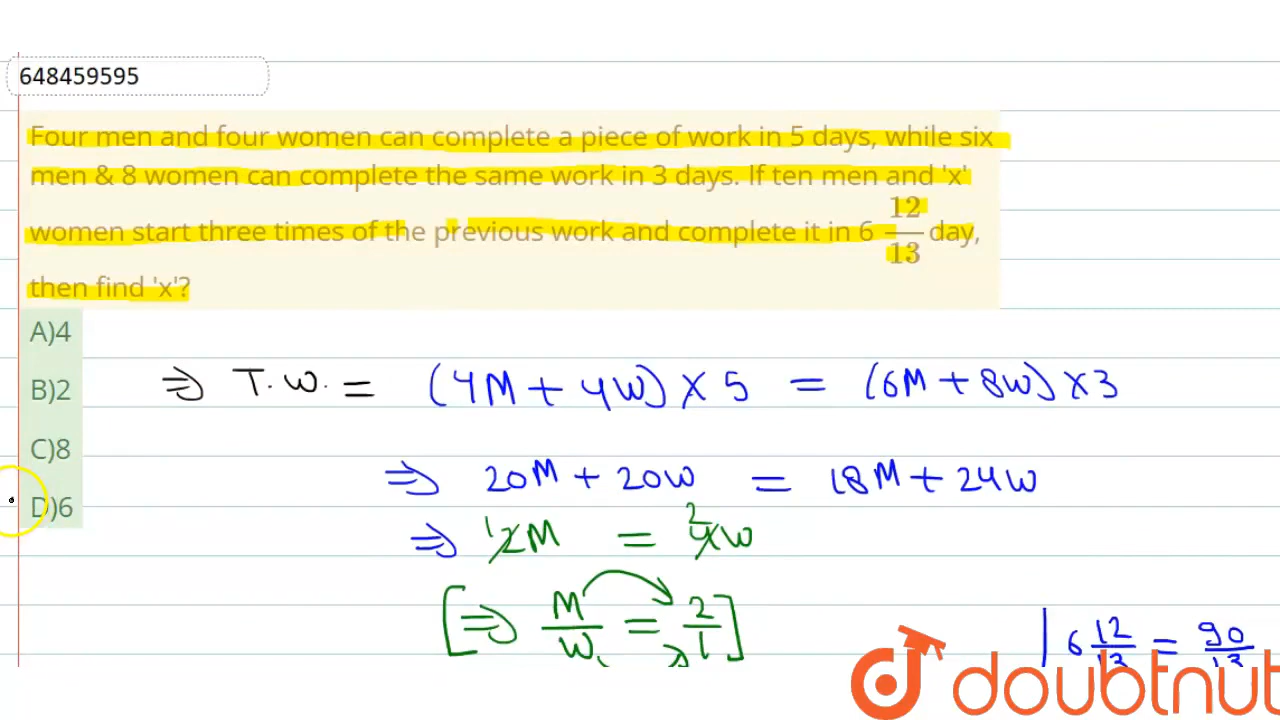 648459595
Four men and four women can complete a piece of work in 5 days, while six
men & 8 women can complete the same work in 3 days. If ten men and 'x'
women start three times of the previous work and complete it in 6 12/13 day,
then find 'x'?
A)4
B)2
C)8
D)6
⇒ T.W. = (4M + 4W) × 5 = (6M + 8W) × 3
⇒ 20M + 20W = 18M + 24W
⇒ 1 2M = 2 4W
[⇒ M/W = 2/1]
6 12/13 = 90/13
doubtnut